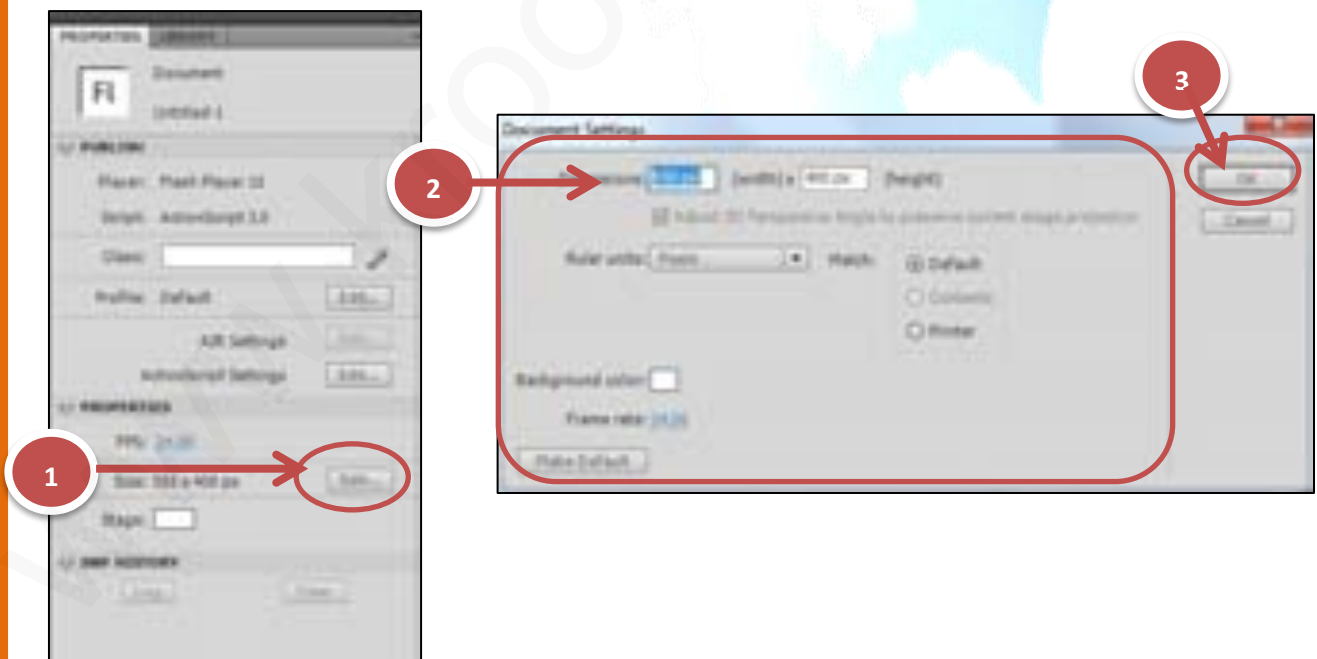 PROPERTIES LIBRARY
Fl
Document
Untitled-1
PUBLISH
Player: Flash Player 10
Script: ActionScript 3.0
Class:
Profile: Default Edit...
AIR Settings Edit...
ActionScript Settings Edit...
PROPERTIES
FPS: 24.00
1
Size: 550 x 400 px Edit...
Stage:
SWF HISTORY
Log Clear
2
3
Document Settings
(width) x 400 px (height)
OK
Adjust 3D Perspective Angle to preserve current stage projection
Cancel
Ruler units: Pixels Match: Default
Contents
Printer
Background color:
Frame rate: 24.00
Make Default